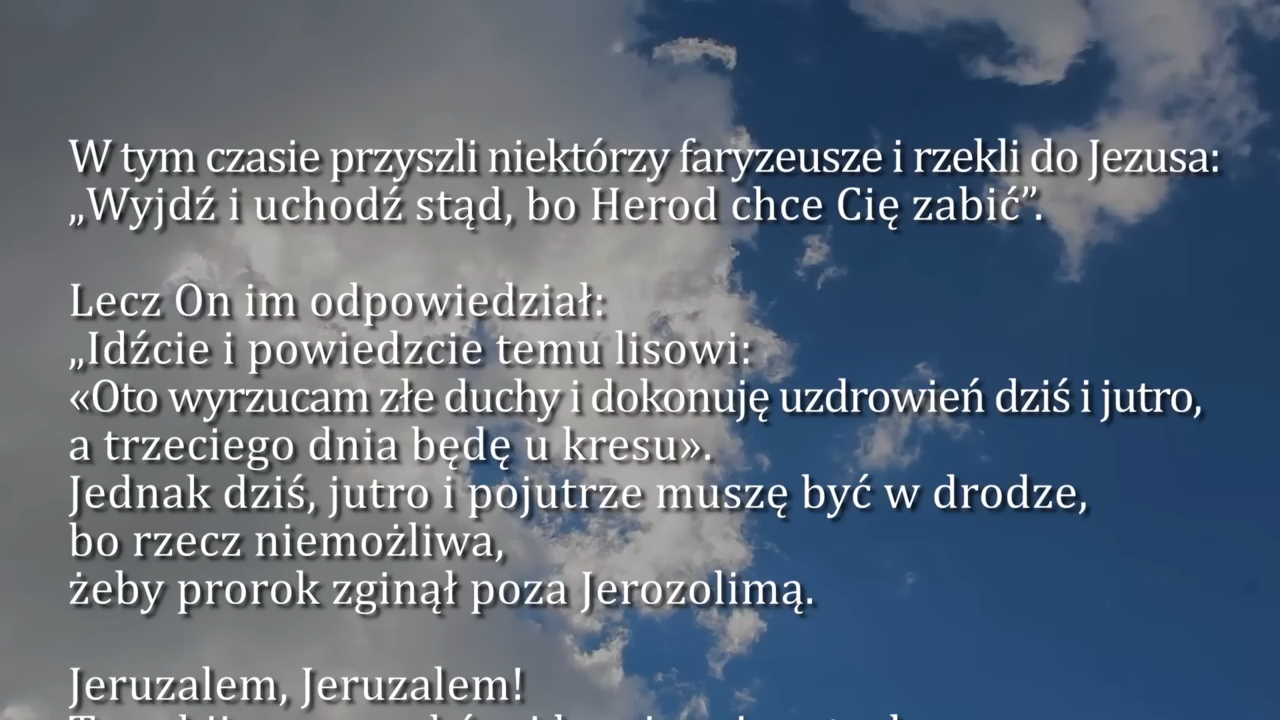 W tym czasie przyszli niektórzy faryzeusze i rzekli do Jezusa:
„Wyjdź i uchodź stąd, bo Herod chce Cię zabić”.
Lecz On im odpowiedział:
„Idźcie i powiedzcie temu lisowi:
«Oto wyrzucam złe duchy i dokonuję uzdrowień dziś i jutro,
a trzeciego dnia będę u kresu».
Jednak dziś, jutro i pojutrze muszę być w drodze,
bo rzecz niemożliwa,
żeby prorok zginął poza Jerozolimą.
Jeruzalem, Jeruzalem!